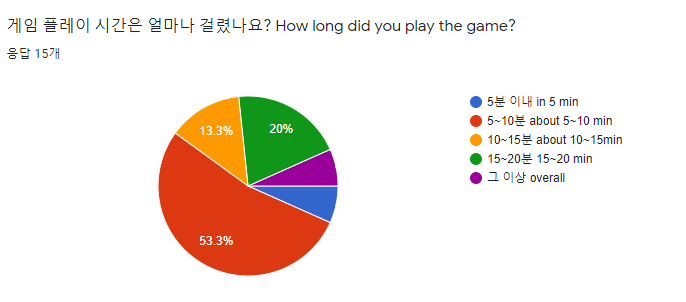 게임 플레이 시간은 얼마나 걸렸나요? How long did you play the game?
응답 15개
13.3%
20%
53.3%
5분 이내 in 5 min
5~10분 about 5~10 min
10~15분 about 10~15min
15~20분 15~20 min
그 이상 overall